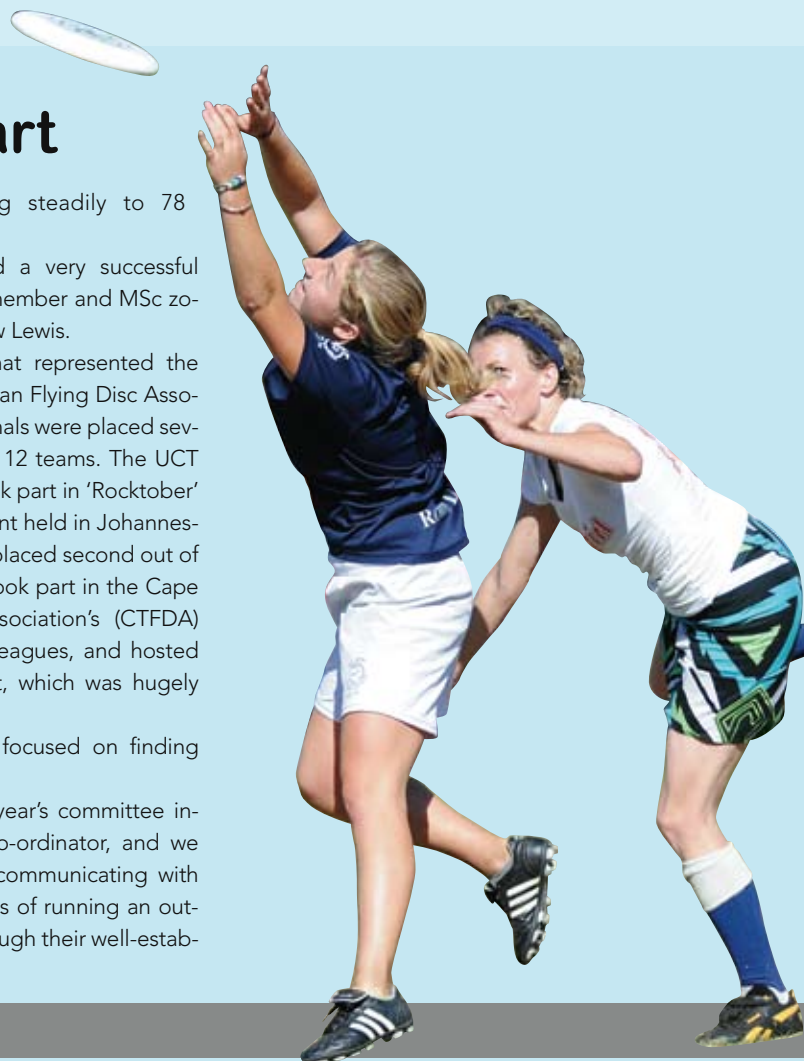 art
g steadily to 78
d a very successful
member and MSc zo-
w Lewis.
hat represented the
an Flying Disc Asso-
nals were placed sev-
12 teams. The UCT
k part in ‘Rocktober’
nt held in Johannes-
placed second out of
ook part in the Cape
sociation’s (CTFDA)
eagues, and hosted
t, which was hugely
focused on finding
year’s committee in-
o-ordinator, and we
communicating with
s of running an out-
ugh their well-estab-